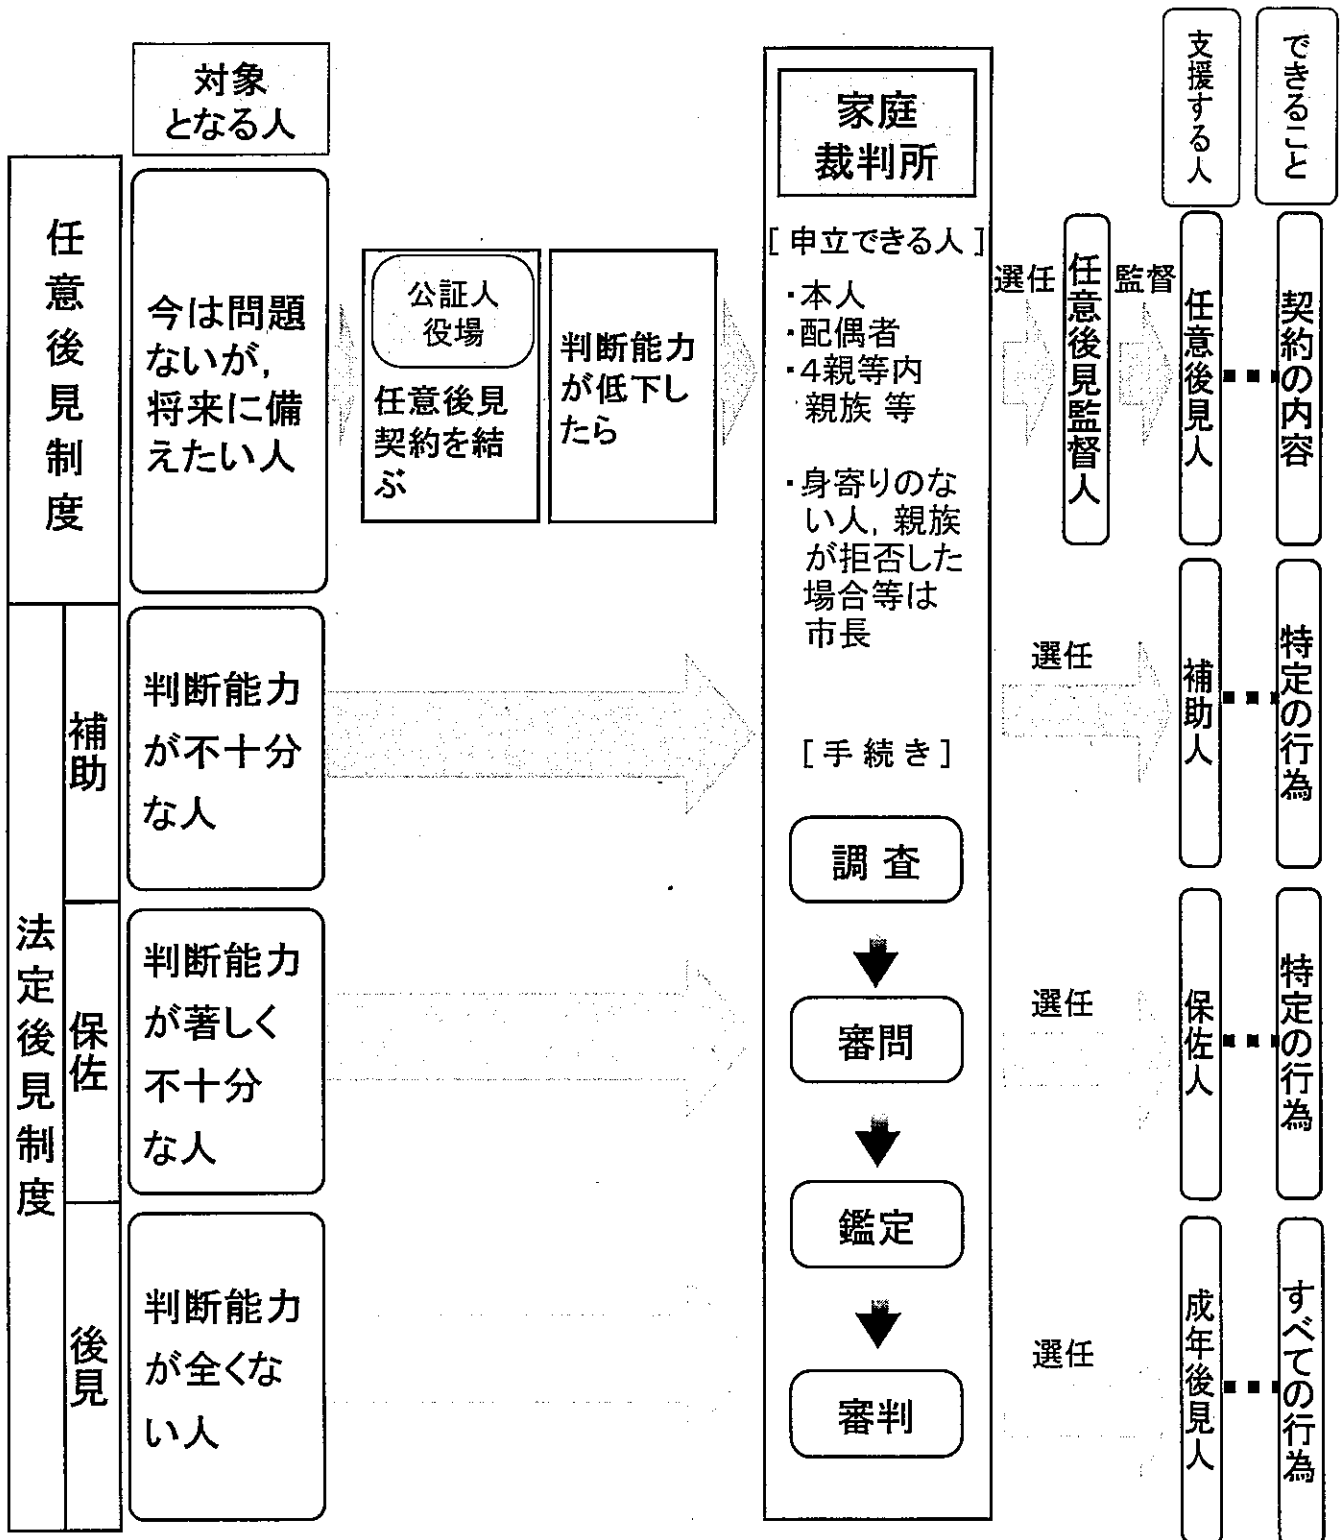 対象
となる人
家庭
裁判所
支援する人
できること
任意後見制度
今は問題
ないが，
将来に備
えたい人
公証人
役場
任意後見
契約を結
ぶ
判断能力
が低下し
たら
[ 申立できる人 ]
・本人
・配偶者
・4親等内
親族 等
・身寄りのな
い人，親族
が拒否した
場合等は
市長
[ 手 続 き ]
調 査
審問
鑑定
審判
選任
任意後見監督人
監督
任意後見人
契約の内容
法定後見制度
補助
判断能力
が不十分
な人
選任
補助人
特定の行為
保佐
判断能力
が著しく
不十分
な人
選任
保佐人
特定の行為
後見
判断能力
が全くな
い人
選任
成年後見人
すべての行為